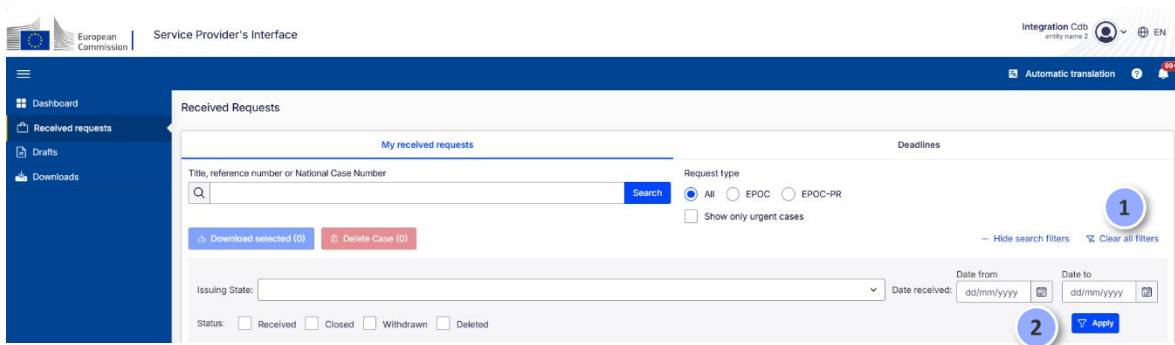 European
Commission
Service Provider's Interface
Integration Cdb
entity name 2
EN
Automatic translation
?
99+
Dashboard
Received requests
Drafts
Downloads
Received Requests
My received requests
Deadlines
Title, reference number or National Case Number
Search
Request type
All EPOC EPOC-PR
Show only urgent cases
1
Download selected (0) Delete Case (0)
Hide search filters Clear all filters
Issuing State:
Date received:
Date from
dd/mm/yyyy
Date to
dd/mm/yyyy
Status: Received Closed Withdrawn Deleted
2
Apply